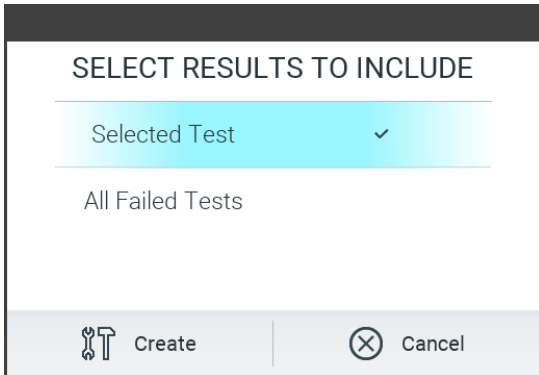 SELECT RESULTS TO INCLUDE
Selected Test
All Failed Tests
Create Cancel